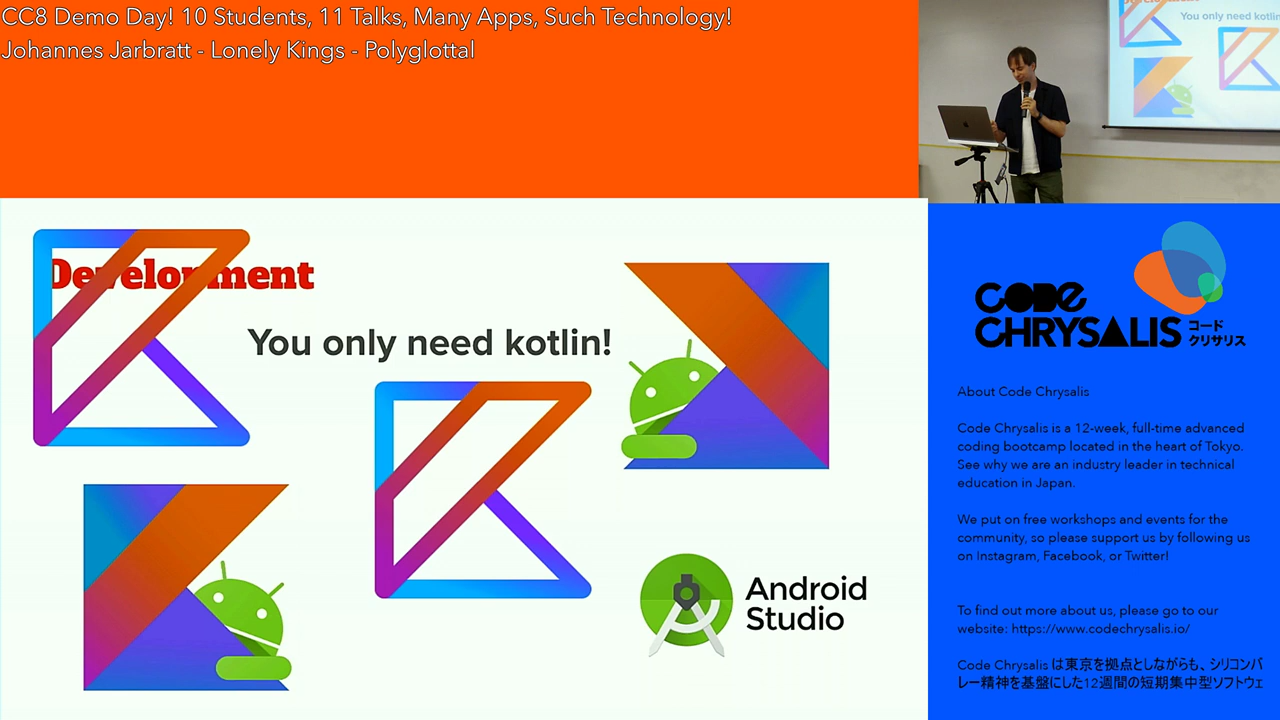 CC8 Demo Day! 10 Students, 11 Talks, Many Apps, Such Technology!
Johannes Jarbratt - Lonely Kings - Polyglottal
You only need kotlin
Development
You only need kotlin!
Android
Studio
CODE
CHRYSALIS
コード
クリサリス
About Code Chrysalis
Code Chrysalis is a 12-week, full-time advanced
coding bootcamp located in the heart of Tokyo.
See why we are an industry leader in technical
education in Japan.
We put on free workshops and events for the
community, so please support us by following us
on Instagram, Facebook, or Twitter!
To find out more about us, please go to our
website: https://www.codechrysalis.io/
Code Chrysalis は東京を拠点としながらも、シリコンバ
レー精神を基盤にした12週間の短期集中型ソフトウェ